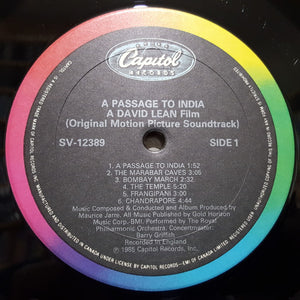 Capitol
RECORDS
A PASSAGE TO INDIA
A DAVID LEAN Film
(Original Motion Picture Soundtrack)
SV-12389 SIDE 1
1. A PASSAGE TO INDIA 1:52
2. THE MARABAR CAVES 3:05
3. BOMBAY MARCH 2:32
4. THE TEMPLE 5:20
5. FRANGIPANI 3:00
6. CHANDRAPORE 4:44
Music Composed & Conducted and Album Produced by
Maurice Jarre. All Music Published by Gold Horizon
Music Corp. BMI. Performed by The Royal
Philharmonic Orchestra. Concertmaster:
Barry Griffith
Recorded in England
℗ 1985 Capitol Records, Inc.